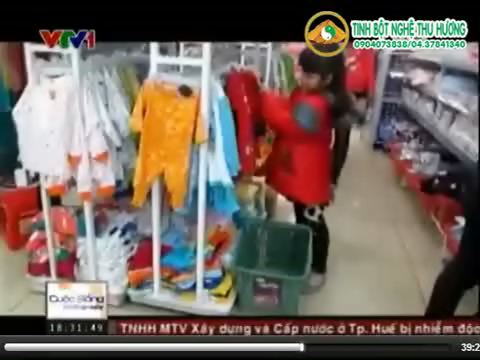 VTV1
TINH BỘT NGHỆ THU HƯƠNG
0904073838/04.37841340
Cuộc Sống
18:31:49
TNHH MTV Xây dựng và Cấp nước ở Tp. Huế bị nhiễm độc
39:2